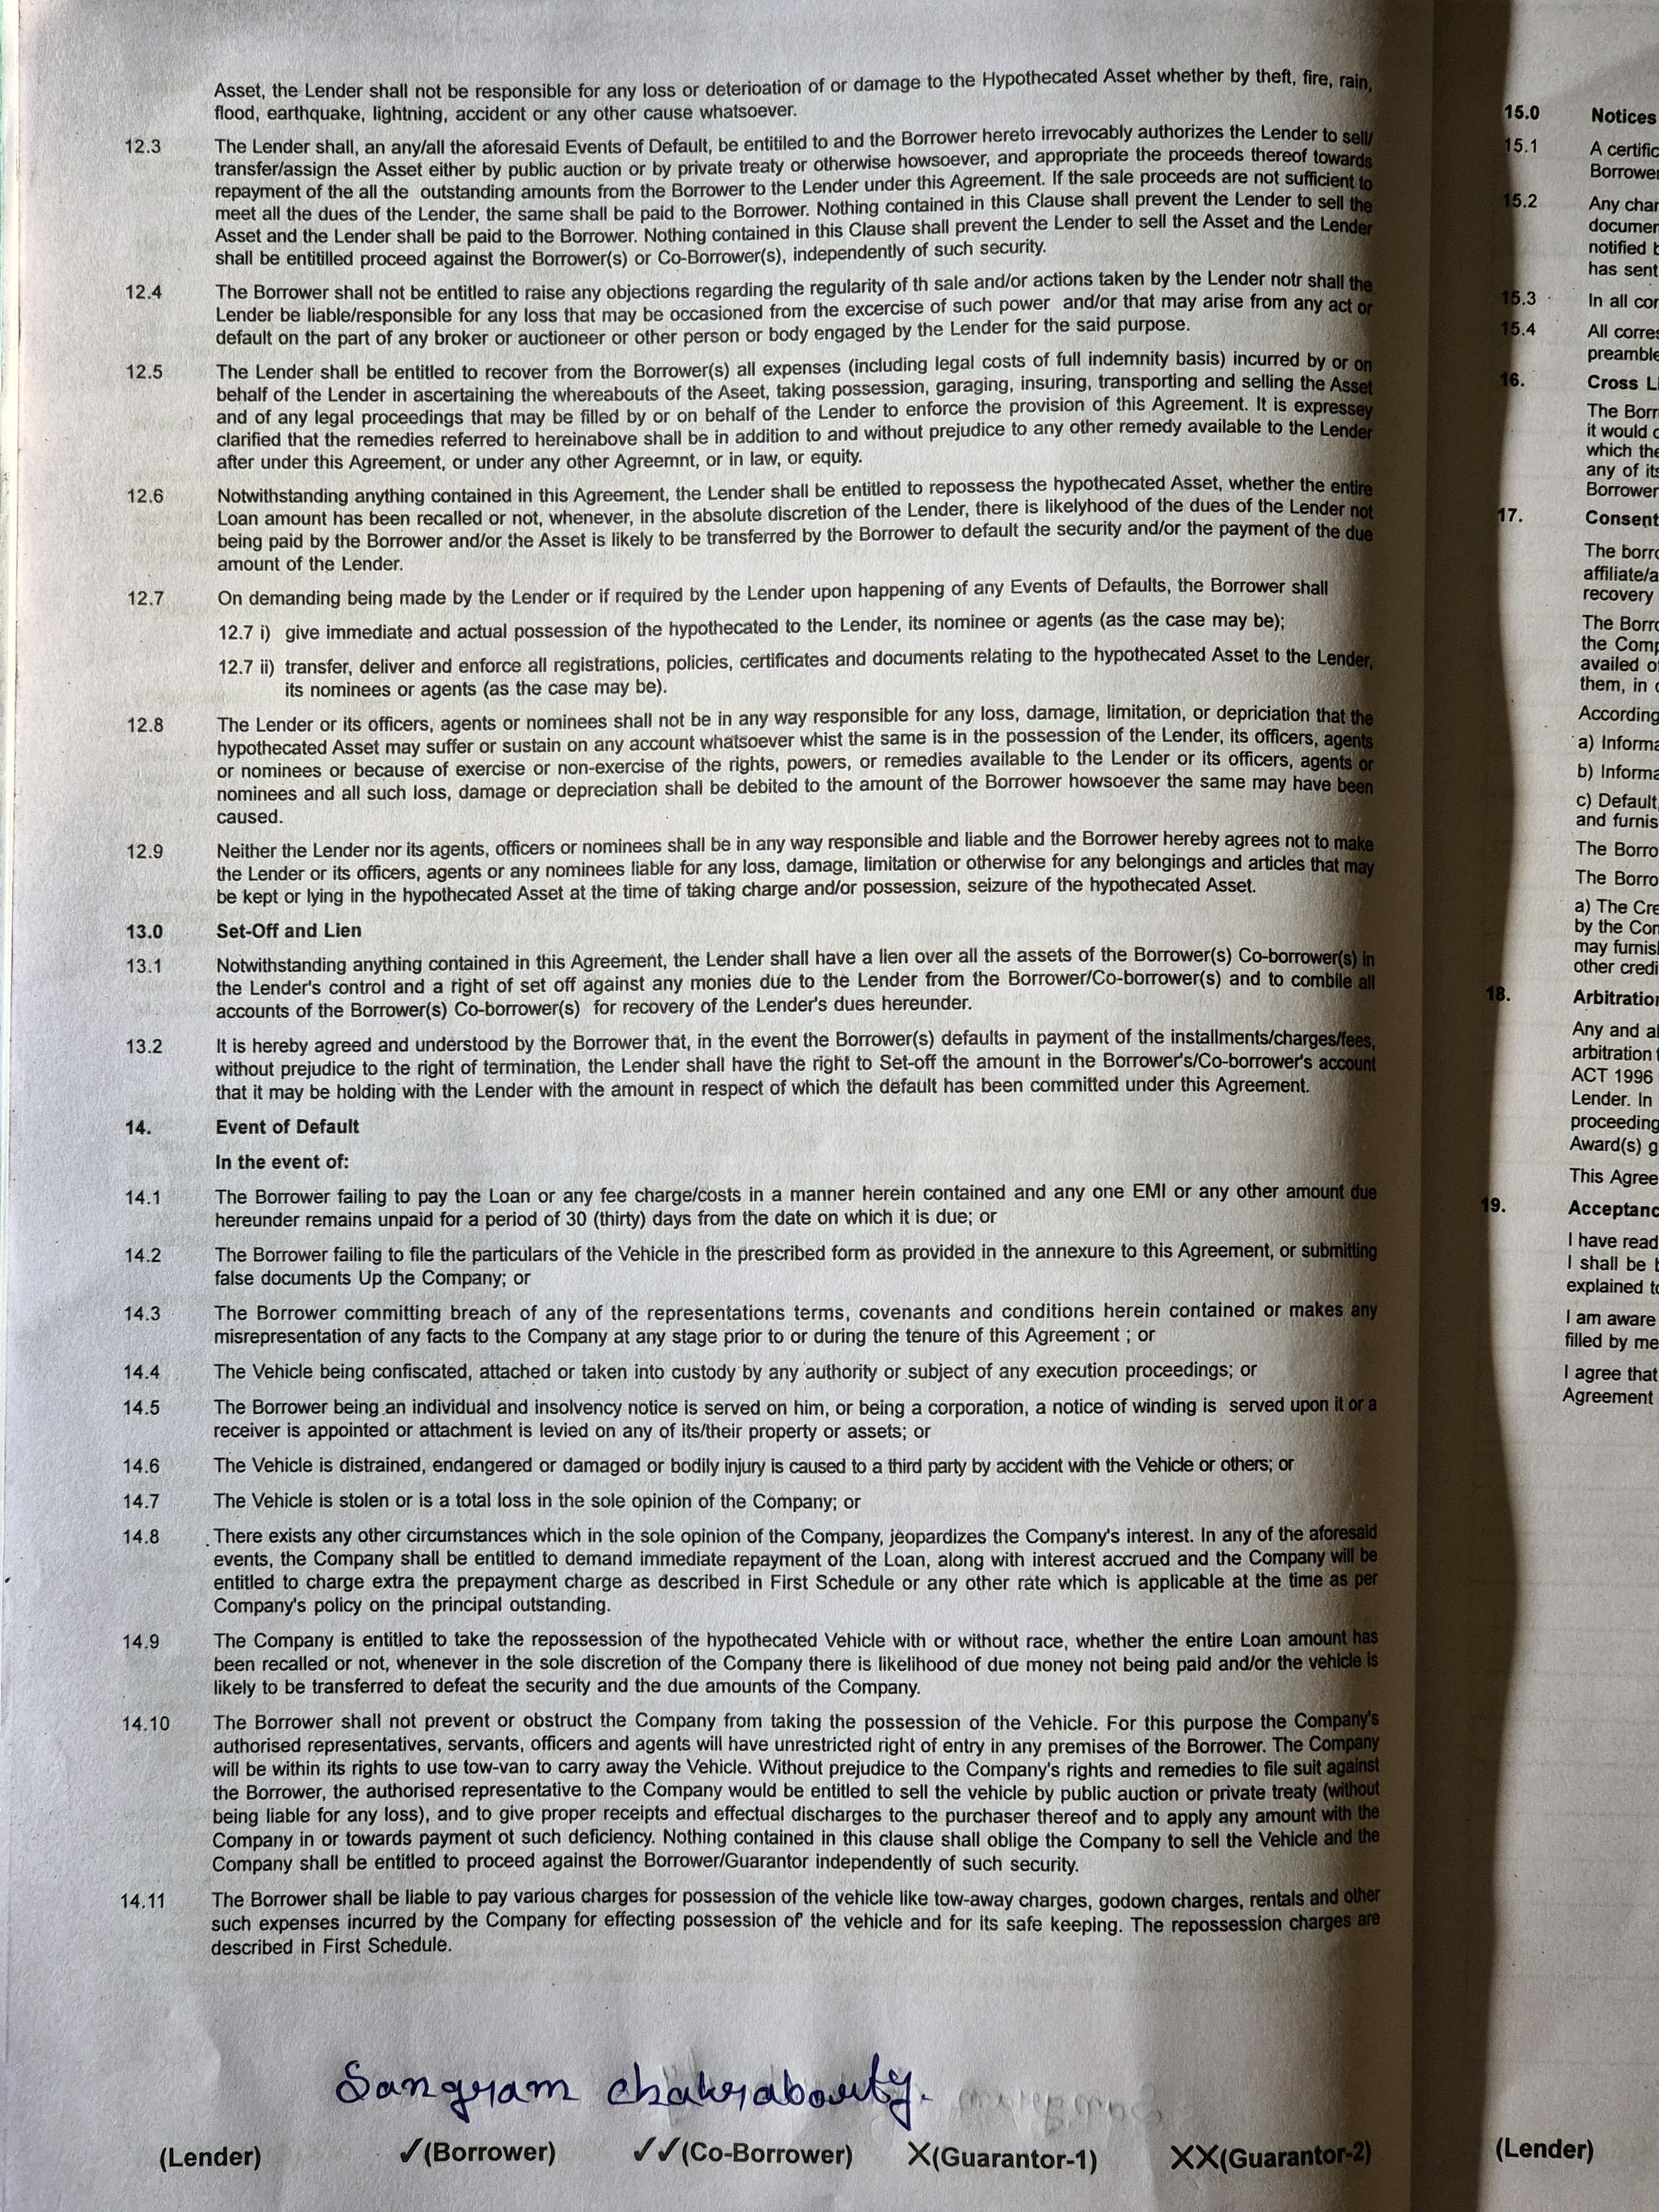 Asset, the Lender shall not be responsible for any loss or deterioation of or damage to the Hypothecated Asset whether by theft, fire, rain,
flood, earthquake, lightning, accident or any other cause whatsoever.
12.3 The Lender shall, an any/all the aforesaid Events of Default, be entitiled to and the Borrower hereto irrevocably authorizes the Lender to sell/
transfer/assign the Asset either by public auction or by private treaty or otherwise howsoever, and appropriate the proceeds thereof towards
repayment of the all the outstanding amounts from the Borrower to the Lender under this Agreement. If the sale proceeds are not sufficient to
meet all the dues of the Lender, the same shall be paid to the Borrower. Nothing contained in this Clause shall prevent the Lender to sell the
Asset and the Lender shall be paid to the Borrower. Nothing contained in this Clause shall prevent the Lender to sell the Asset and the Lender
shall be entitilled proceed against the Borrower(s) or Co-Borrower(s), independently of such security.
12.4 The Borrower shall not be entitled to raise any objections regarding the regularity of th sale and/or actions taken by the Lender notr shall the
Lender be liable/responsible for any loss that may be occasioned from the excercise of such power and/or that may arise from any act or
default on the part of any broker or auctioneer or other person or body engaged by the Lender for the said purpose.
12.5 The Lender shall be entitled to recover from the Borrower(s) all expenses (including legal costs of full indemnity basis) incurred by or on
behalf of the Lender in ascertaining the whereabouts of the Aseet, taking possession, garaging, insuring, transporting and selling the Asset
and of any legal proceedings that may be filled by or on behalf of the Lender to enforce the provision of this Agreement. It is expressey
clarified that the remedies referred to hereinabove shall be in addition to and without prejudice to any other remedy available to the Lender
after under this Agreement, or under any other Agreemnt, or in law, or equity.
12.6 Notwithstanding anything contained in this Agreement, the Lender shall be entitled to repossess the hypothecated Asset, whether the entire
Loan amount has been recalled or not, whenever, in the absolute discretion of the Lender, there is likelyhood of the dues of the Lender not
being paid by the Borrower and/or the Asset is likely to be transferred by the Borrower to default the security and/or the payment of the due
amount of the Lender.
12.7 On demanding being made by the Lender or if required by the Lender upon happening of any Events of Defaults, the Borrower shall
12.7 i) give immediate and actual possession of the hypothecated to the Lender, its nominee or agents (as the case may be);
12.7 ii) transfer, deliver and enforce all registrations, policies, certificates and documents relating to the hypothecated Asset to the Lender,
its nominees or agents (as the case may be).
12.8 The Lender or its officers, agents or nominees shall not be in any way responsible for any loss, damage, limitation, or depriciation that the
hypothecated Asset may suffer or sustain on any account whatsoever whist the same is in the possession of the Lender, its officers, agents
or nominees or because of exercise or non-exercise of the rights, powers, or remedies available to the Lender or its officers, agents or
nominees and all such loss, damage or depreciation shall be debited to the amount of the Borrower howsoever the same may have been
caused.
12.9 Neither the Lender nor its agents, officers or nominees shall be in any way responsible and liable and the Borrower hereby agrees not to make
the Lender or its officers, agents or any nominees liable for any loss, damage, limitation or otherwise for any belongings and articles that may
be kept or lying in the hypothecated Asset at the time of taking charge and/or possession, seizure of the hypothecated Asset.
13.0 Set-Off and Lien
13.1 Notwithstanding anything contained in this Agreement, the Lender shall have a lien over all the assets of the Borrower(s) Co-borrower(s) in
the Lender's control and a right of set off against any monies due to the Lender from the Borrower/Co-borrower(s) and to combile all
accounts of the Borrower(s) Co-borrower(s) for recovery of the Lender's dues hereunder.
13.2 It is hereby agreed and understood by the Borrower that, in the event the Borrower(s) defaults in payment of the installments/charges/fees,
without prejudice to the right of termination, the Lender shall have the right to Set-off the amount in the Borrower's/Co-borrower's account
that it may be holding with the Lender with the amount in respect of which the default has been committed under this Agreement.
14. Event of Default
In the event of:
14.1 The Borrower failing to pay the Loan or any fee charge/costs in a manner herein contained and any one EMI or any other amount due
hereunder remains unpaid for a period of 30 (thirty) days from the date on which it is due; or
14.2 The Borrower failing to file the particulars of the Vehicle in the prescribed form as provided in the annexure to this Agreement, or submitting
false documents Up the Company; or
14.3 The Borrower committing breach of any of the representations terms, covenants and conditions herein contained or makes any
misrepresentation of any facts to the Company at any stage prior to or during the tenure of this Agreement ; or
14.4 The Vehicle being confiscated, attached or taken into custody by any authority or subject of any execution proceedings; or
14.5 The Borrower being an individual and insolvency notice is served on him, or being a corporation, a notice of winding is served upon it or a
receiver is appointed or attachment is levied on any of its/their property or assets; or
14.6 The Vehicle is distrained, endangered or damaged or bodily injury is caused to a third party by accident with the Vehicle or others; or
14.7 The Vehicle is stolen or is a total loss in the sole opinion of the Company; or
14.8 There exists any other circumstances which in the sole opinion of the Company, jeopardizes the Company's interest. In any of the aforesaid
events, the Company shall be entitled to demand immediate repayment of the Loan, along with interest accrued and the Company will be
entitled to charge extra the prepayment charge as described in First Schedule or any other rate which is applicable at the time as per
Company's policy on the principal outstanding.
14.9 The Company is entitled to take the repossession of the hypothecated Vehicle with or without race, whether the entire Loan amount has
been recalled or not, whenever in the sole discretion of the Company there is likelihood of due money not being paid and/or the vehicle is
likely to be transferred to defeat the security and the due amounts of the Company.
14.10 The Borrower shall not prevent or obstruct the Company from taking the possession of the Vehicle. For this purpose the Company's
authorised representatives, servants, officers and agents will have unrestricted right of entry in any premises of the Borrower. The Company
will be within its rights to use tow-van to carry away the Vehicle. Without prejudice to the Company's rights and remedies to file suit against
the Borrower, the authorised representative to the Company would be entitled to sell the vehicle by public auction or private treaty (without
being liable for any loss), and to give proper receipts and effectual discharges to the purchaser thereof and to apply any amount with the
Company in or towards payment ot such deficiency. Nothing contained in this clause shall oblige the Company to sell the Vehicle and the
Company shall be entitled to proceed against the Borrower/Guarantor independently of such security.
14.11 The Borrower shall be liable to pay various charges for possession of the vehicle like tow-away charges, godown charges, rentals and other
such expenses incurred by the Company for effecting possession of the vehicle and for its safe keeping. The repossession charges are
described in First Schedule.
Sangram Chakraborty.
(Lender) ✓(Borrower) ✓✓(Co-Borrower) X(Guarantor-1) XX(Guarantor-2)
15.0 Notices
15.1 A certific
Borrower
15.2 Any char
documen
notified b
has sent
15.3 In all cor
15.4 All corres
preamble
16. Cross Li
The Borr
it would c
which the
any of its
Borrower
17. Consent
The borro
affiliate/a
recovery
The Borro
the Comp
availed of
them, in c
According
a) Informa
b) Informa
c) Default,
and furnis
The Borro
The Borro
a) The Cre
by the Com
may furnish
other credi
18. Arbitration
Any and al
arbitration
ACT 1996
Lender. In
proceeding
Award(s) g
This Agree
19. Acceptanc
I have read
I shall be b
explained to
I am aware
filled by me
I agree that
Agreement
(Lender)